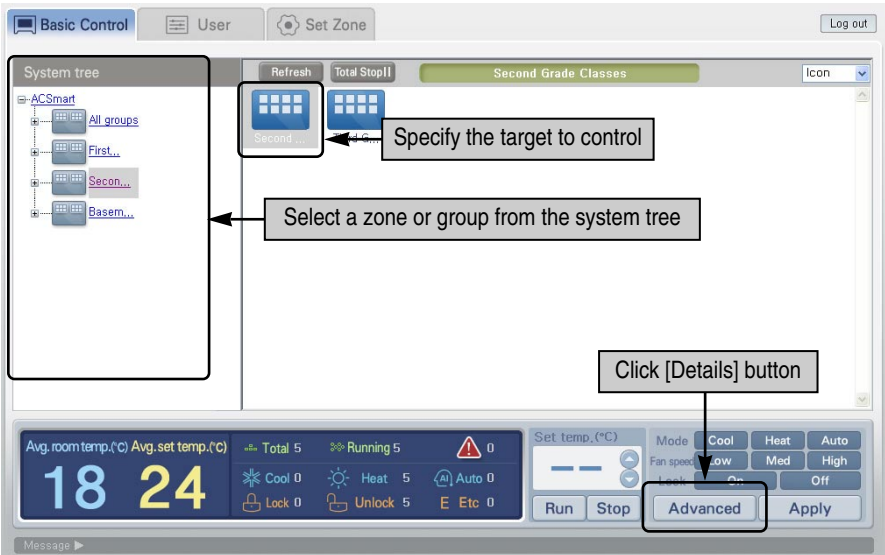 Basic Control
User
Set Zone
Log out
System tree
Refresh
Total Stop
Second Grade Classes
Icon
ACSmart
All groups
First,,,
Secon,,,
Basem,,,
Second ...
Third G...
Specify the target to control
Select a zone or group from the system tree
Click [Details] button
Avg.room temp.(°C) Avg.set temp.(°C)
18 24
Total 5 Running 5 0
Cool 0 Heat 5 AI Auto 0
Lock 0 Unlock 5 E Etc 0
Set temp.(°C)
-- 
Run Stop
Mode Cool Heat Auto
Fan speed Low Med High
Lock On Off
Advanced Apply
Message ▶